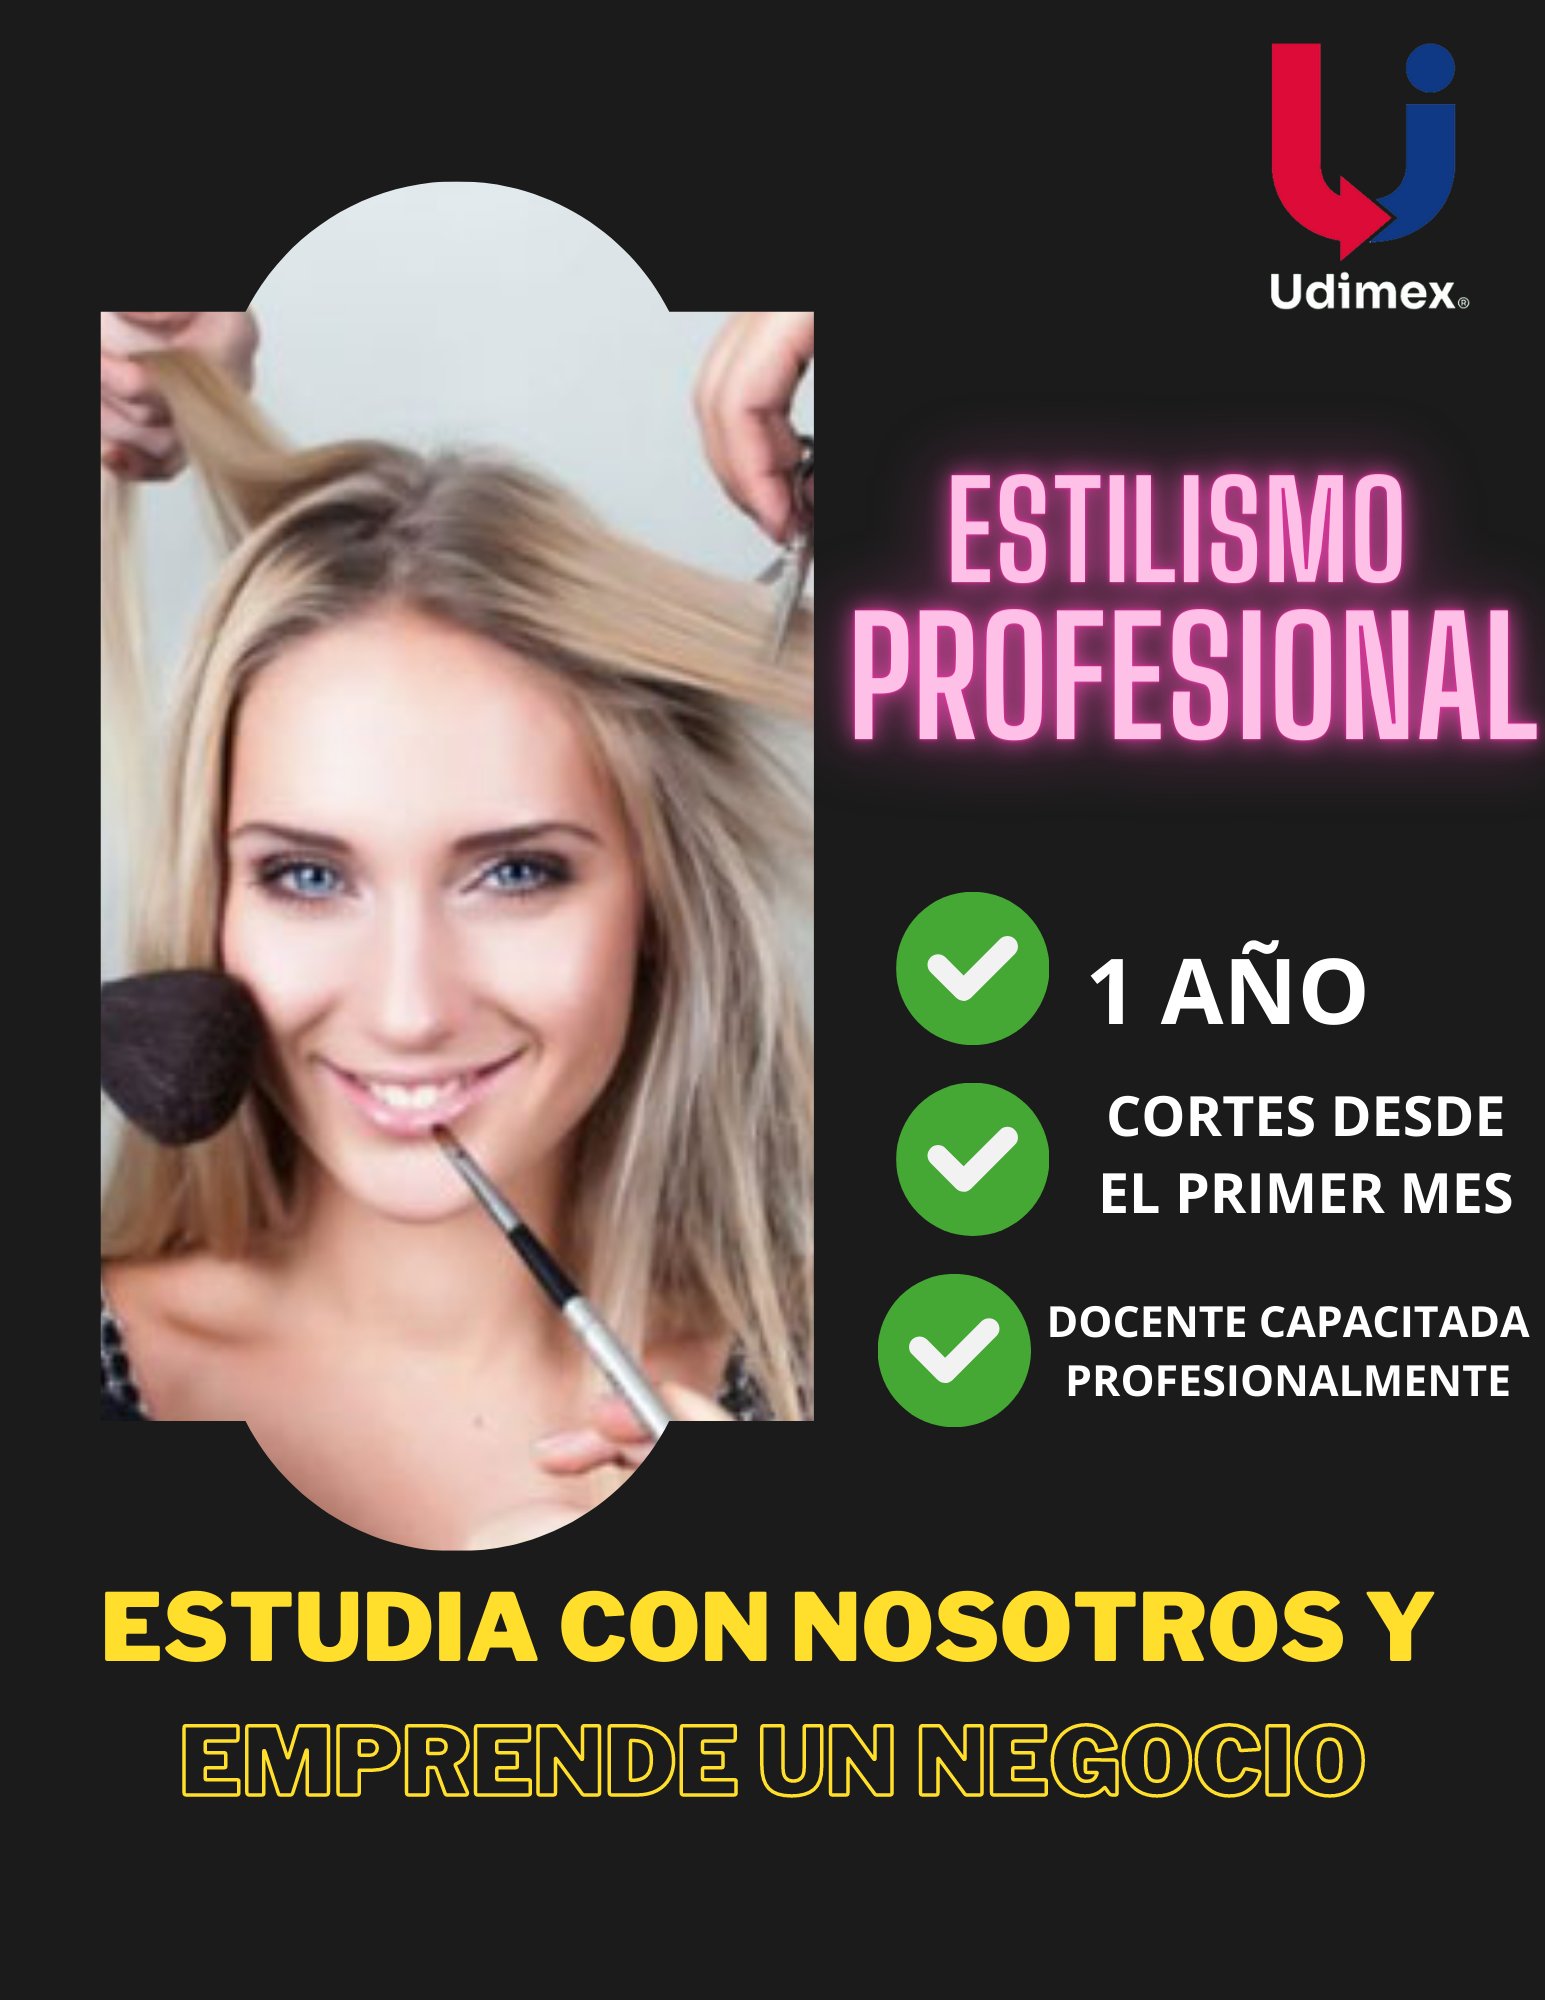 Udimex®
ESTILISMO
PROFESIONAL
1 AÑO
CORTES DESDE
EL PRIMER MES
DOCENTE CAPACITADA
PROFESIONALMENTE
ESTUDIA CON NOSOTROS Y
EMPRENDE UN NEGOCIO